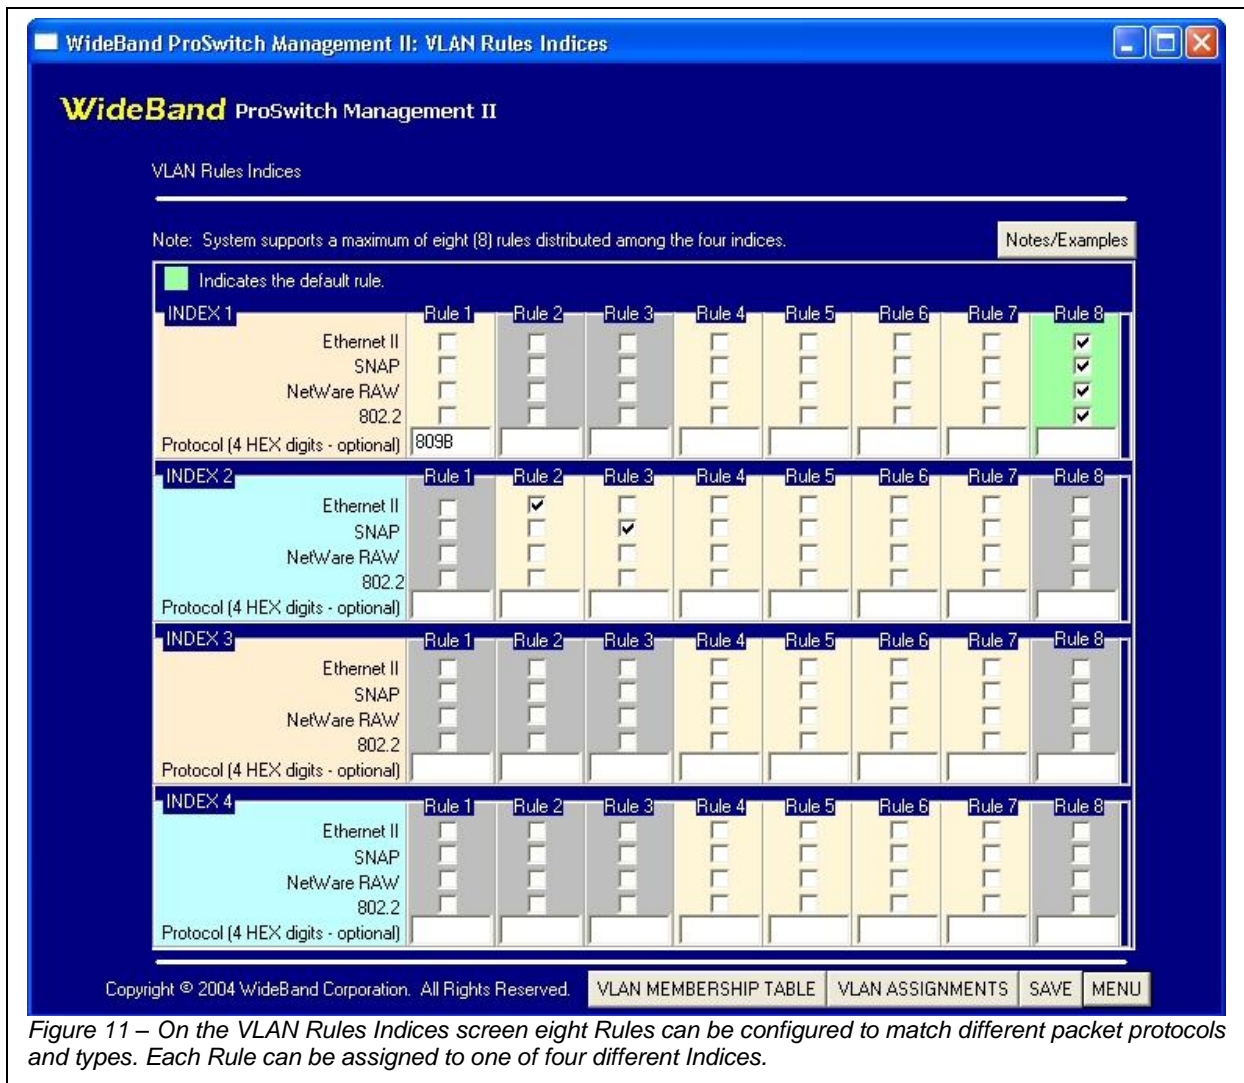 WideBand ProSwitch Management II: VLAN Rules Indices
WideBand ProSwitch Management II
VLAN Rules Indices
Note: System supports a maximum of eight (8) rules distributed among the four indices.
Notes/Examples
Indicates the default rule.
INDEX 1 Rule 1 Rule 2 Rule 3 Rule 4 Rule 5 Rule 6 Rule 7 Rule 8
Ethernet II
SNAP
NetWare RAW
802.2
Protocol (4 HEX digits - optional) 809B
INDEX 2 Rule 1 Rule 2 Rule 3 Rule 4 Rule 5 Rule 6 Rule 7 Rule 8
Ethernet II
SNAP
NetWare RAW
802.2
Protocol (4 HEX digits - optional)
INDEX 3 Rule 1 Rule 2 Rule 3 Rule 4 Rule 5 Rule 6 Rule 7 Rule 8
Ethernet II
SNAP
NetWare RAW
802.2
Protocol (4 HEX digits - optional)
INDEX 4 Rule 1 Rule 2 Rule 3 Rule 4 Rule 5 Rule 6 Rule 7 Rule 8
Ethernet II
SNAP
NetWare RAW
802.2
Protocol (4 HEX digits - optional)
Copyright © 2004 WideBand Corporation. All Rights Reserved. VLAN MEMBERSHIP TABLE VLAN ASSIGNMENTS SAVE MENU
Figure 11 – On the VLAN Rules Indices screen eight Rules can be configured to match different packet protocols
and types. Each Rule can be assigned to one of four different Indices.